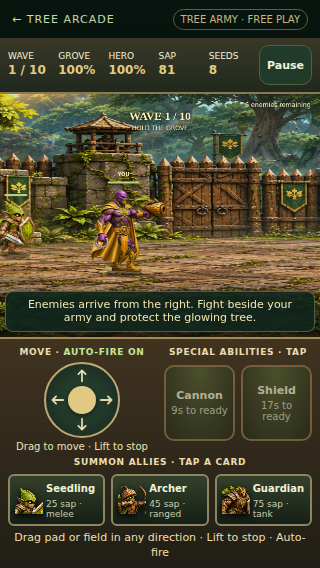 ← TREE ARCADE
TREE ARMY · FREE PLAY
WAVE GROVE HERO SAP SEEDS
1 / 10 100% 100% 81 8
Pause
6 enemies remaining
WAVE 1 / 10
HOLD THE GROVE
YOU
Enemies arrive from the right. Fight beside your
army and protect the glowing tree.
MOVE · AUTO-FIRE ON
SPECIAL ABILITIES · TAP
Cannon
9s to ready
Shield
17s to
ready
Drag to move · Lift to stop
SUMMON ALLIES · TAP A CARD
Seedling
25 sap ·
melee
Archer
45 sap ·
ranged
Guardian
75 sap ·
tank
Drag pad or field in any direction · Lift to stop · Auto-
fire